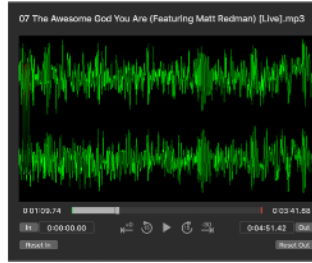 07 The Awesome God You Are (Featuring Matt Redman) [Live].mp3
0:01:09.74 0:03:41.68
In 0:00:00.00 0:04:51.42 Out
Reset In Reset Out